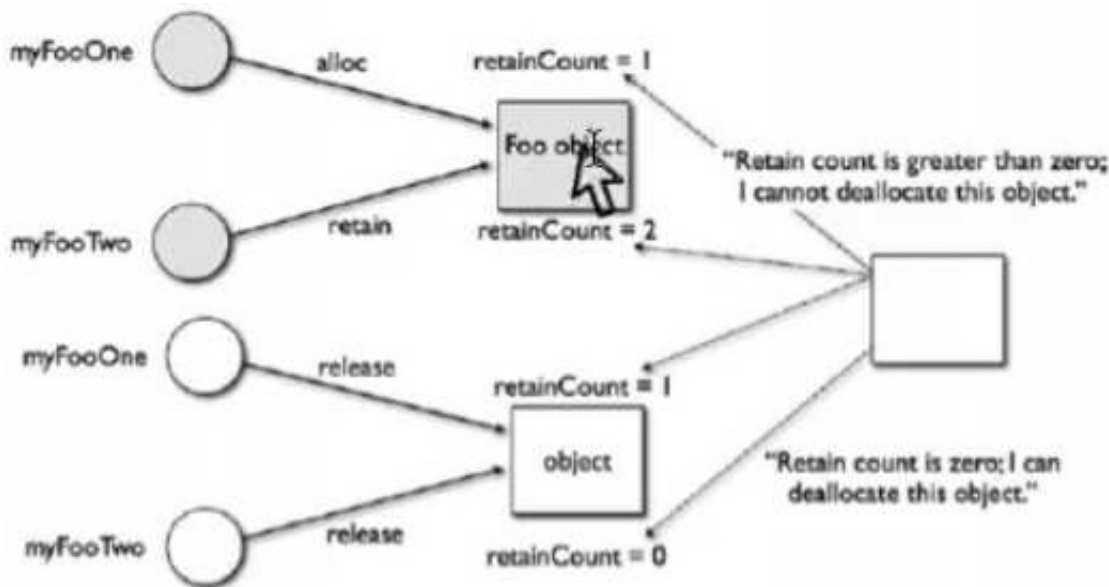 myFooOne
alloc
retainCount = 1
Foo object
"Retain count is greater than zero;
I cannot deallocate this object."
myFooTwo
retain
retainCount = 2
myFooOne
release
retainCount = 1
object
"Retain count is zero; I can
deallocate this object."
myFooTwo
release
retainCount = 0